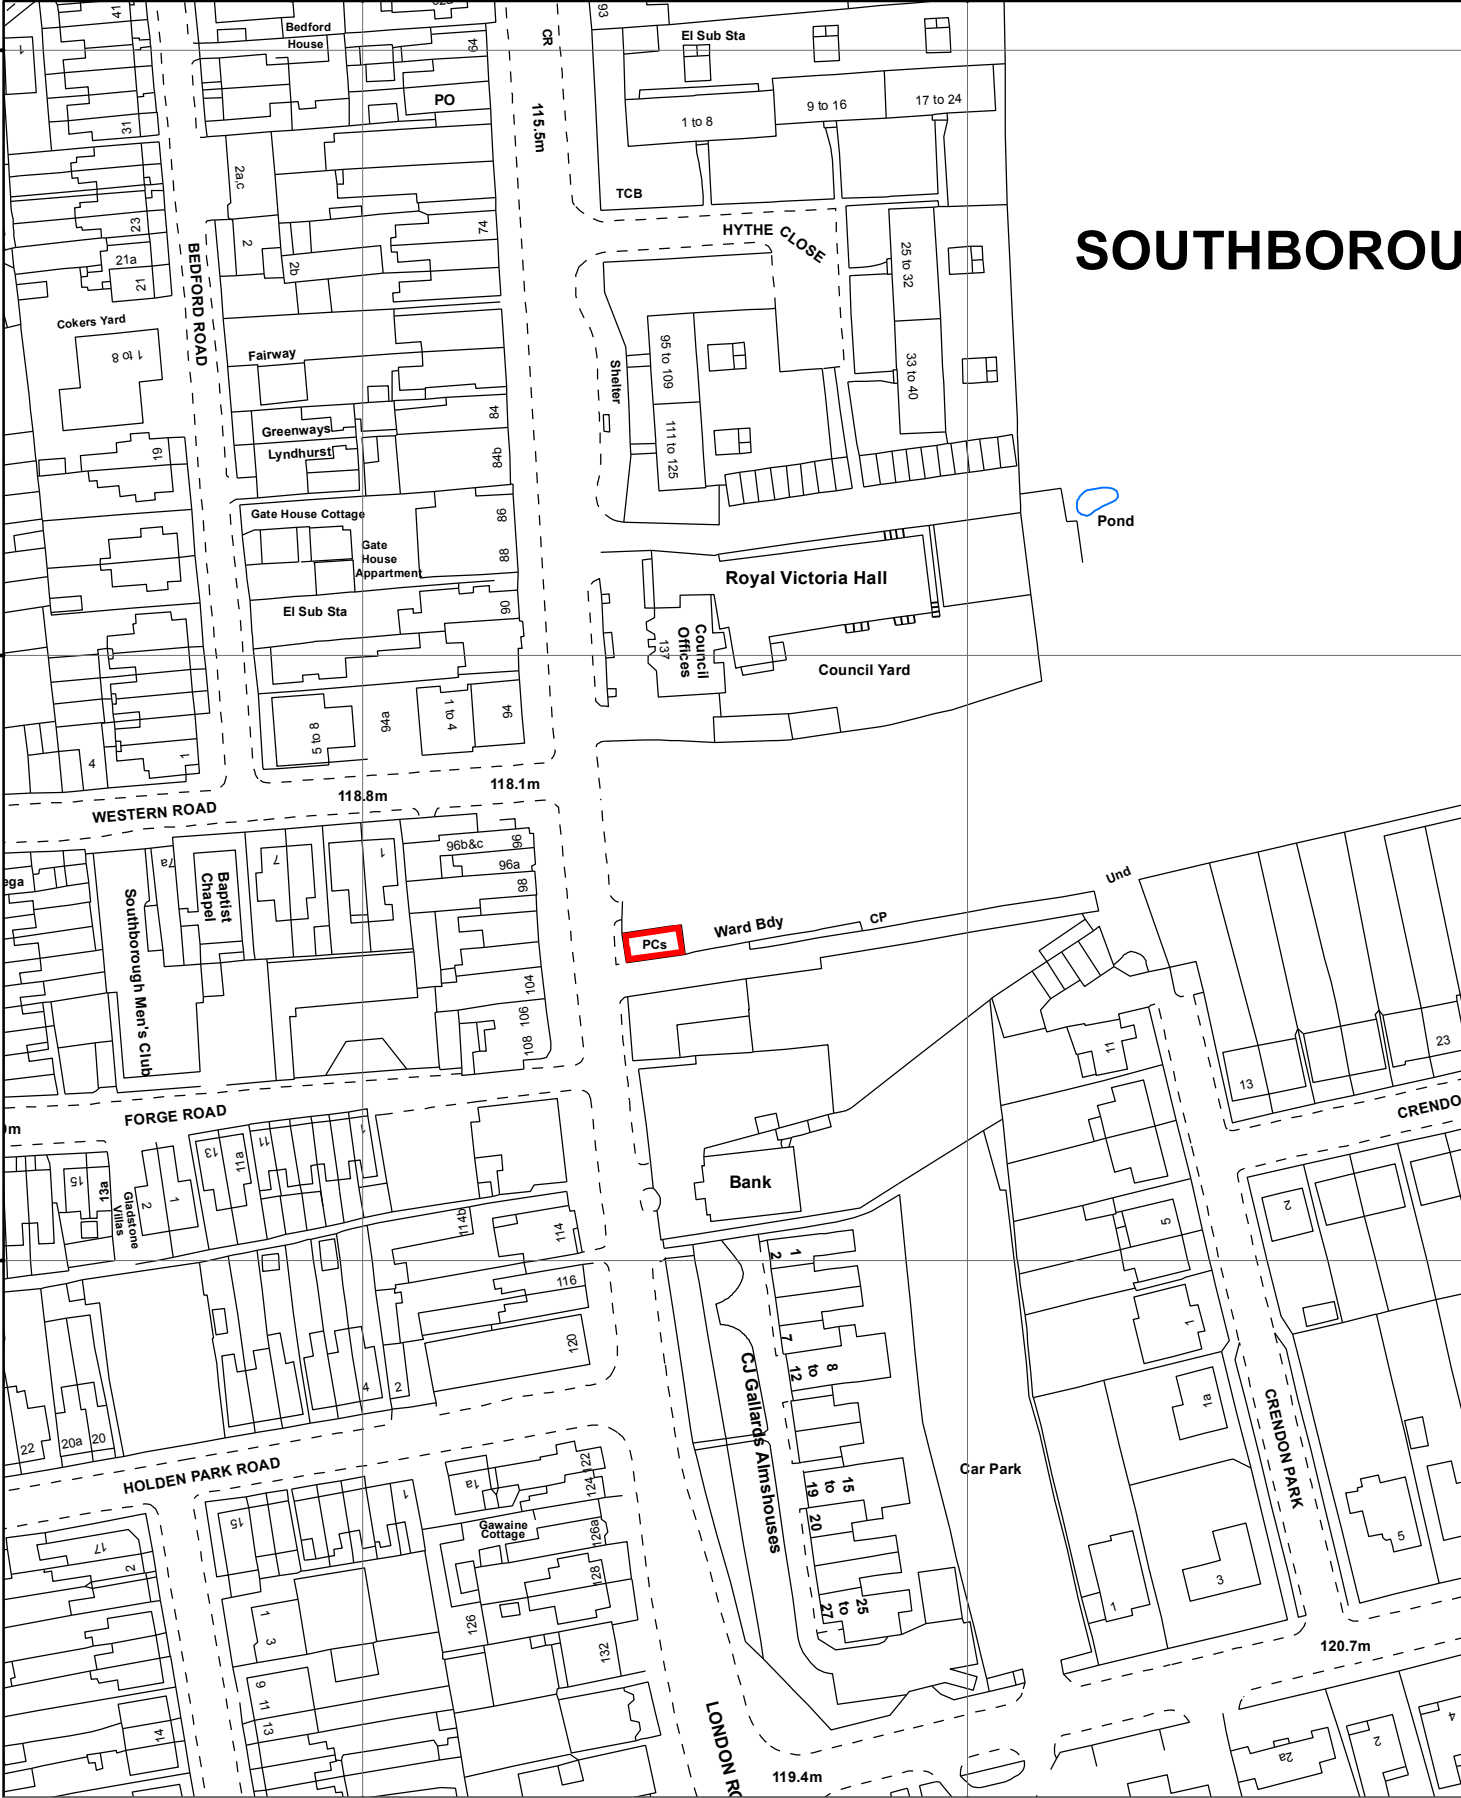 41
Bedford
House
64
CR
93
El Sub Sta
1
PO
115.5m
1 to 8
9 to 16
17 to 24
31
2a,c
TCB
23
2
2b
74
HYTHE CLOSE
SOUTHBOROU
21a
21
BEDFORD ROAD
25 to 32
Cokers Yard
1 to 8
Fairway
Shelter
95 to 109
33 to 40
84
Greenways
Lyndhurst
84b
111 to 125
19
Gate House Cottage
86
88
Gate
House
Appartment
Pond
Royal Victoria Hall
El Sub Sta
90
137
Council
Offices
Council Yard
5 to 8
94a
1 to 4
94
4
1
118.1m
118.8m
WESTERN ROAD
96b&c
96
96a
98
7a
Baptist
Chapel
7
1
ega
Southborough Men's Club
Und
CP
Ward Bdy
PCs
104
106
108
11
13
23
FORGE ROAD
CRENDO
0m
15
13a
Gladstone
Villas
2
1
13
11a
11
1
Bank
114b
114
116
120
1
2
7
8
to
12
5
2
1
4
2
22
20a
20
CJ Gallards Almshouses
1a
CRENDON PARK
HOLDEN PARK ROAD
Car Park
15
1
1a
122
124
Gawaine
Cottage
126a
15
to
19
20
17
2
128
126
132
25
to
27
1
3
5
1
3
9
11
13
14
120.7m
LONDON RO
119.4m
2a
2
4